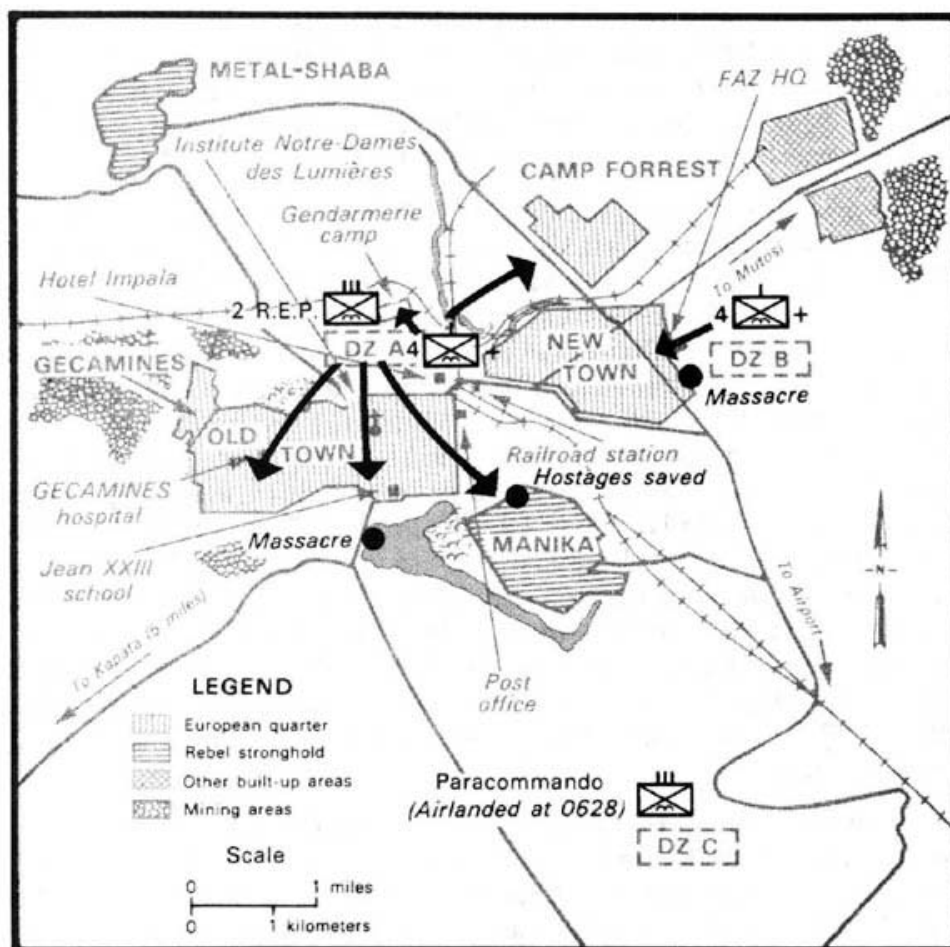 METAL-SHABA
FAZ HQ
Institute Notre-Dames
des Lumières
CAMP FORREST
Gendarmerie
camp
Hotel Impala
To Mutosi
2 R.E.P.
4
+
DZ A
4
+
NEW
TOWN
DZ B
GECAMINES
Massacre
OLD
TOWN
Railroad station
Hostages saved
GECAMINES
hospital
Massacre
MANIKA
Jean XXIII
school
N
To Airport
To Kapata (5 miles)
LEGEND
Post
office
European quarter
Rebel stronghold
Other built-up areas
Mining areas
Paracommando
(Airlanded at 0628)
DZ C
Scale
0 1 miles
0 1 kilometers